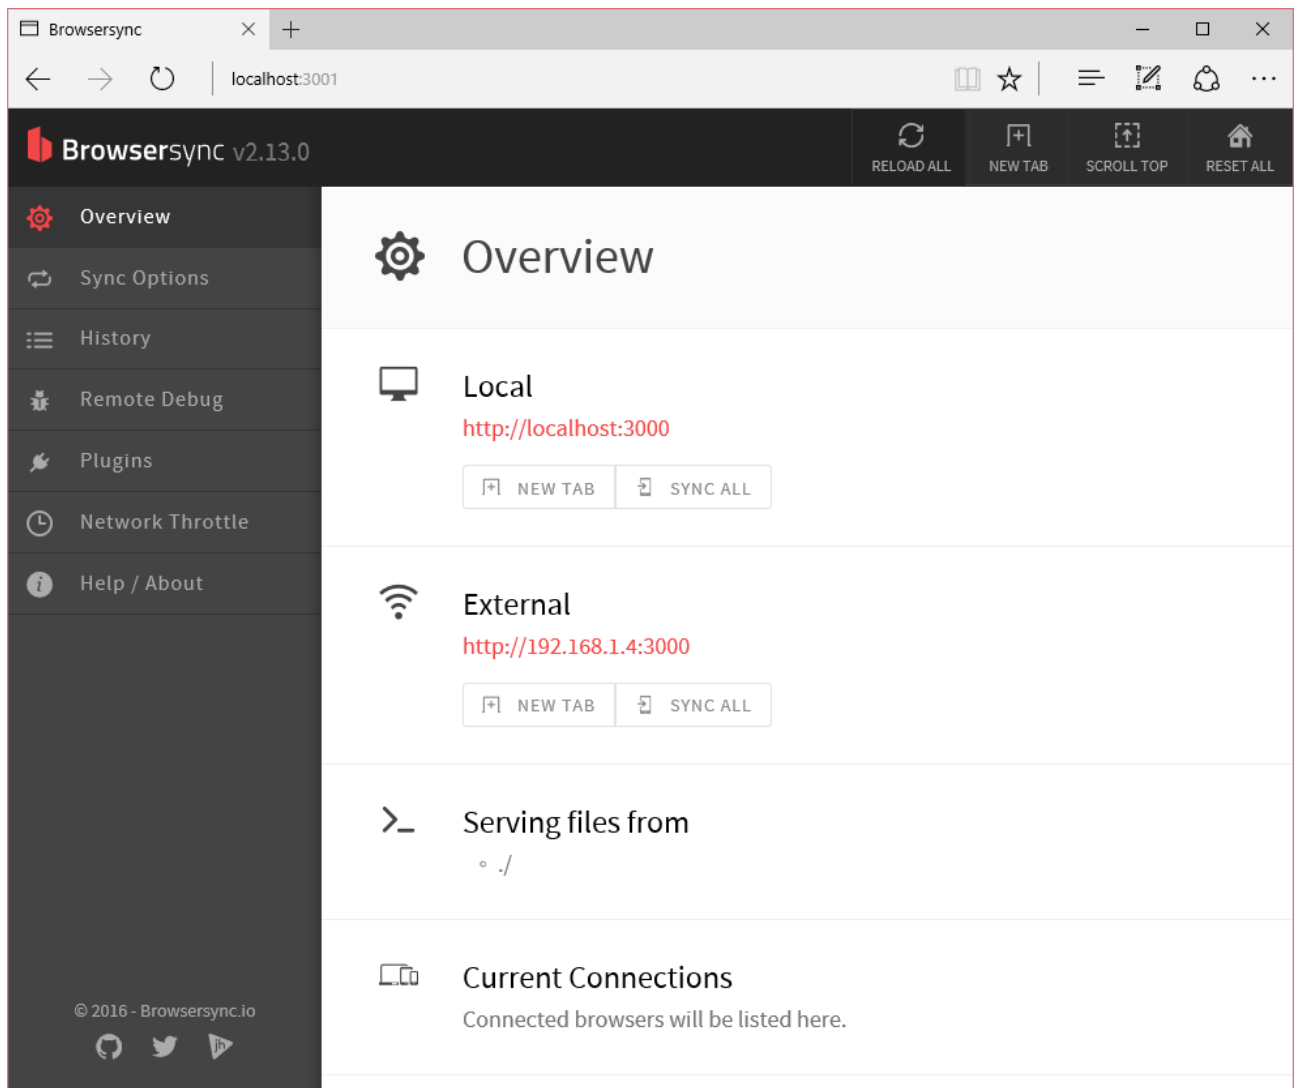 Browsersync
localhost:3001
Browsersync v2.13.0
RELOAD ALL
NEW TAB
SCROLL TOP
RESET ALL
Overview
Sync Options
History
Remote Debug
Plugins
Network Throttle
Help / About
© 2016 - Browsersync.io
jh
Overview
Local
http://localhost:3000
NEW TAB
SYNC ALL
External
http://192.168.1.4:3000
NEW TAB
SYNC ALL
Serving files from
./
Current Connections
Connected browsers will be listed here.